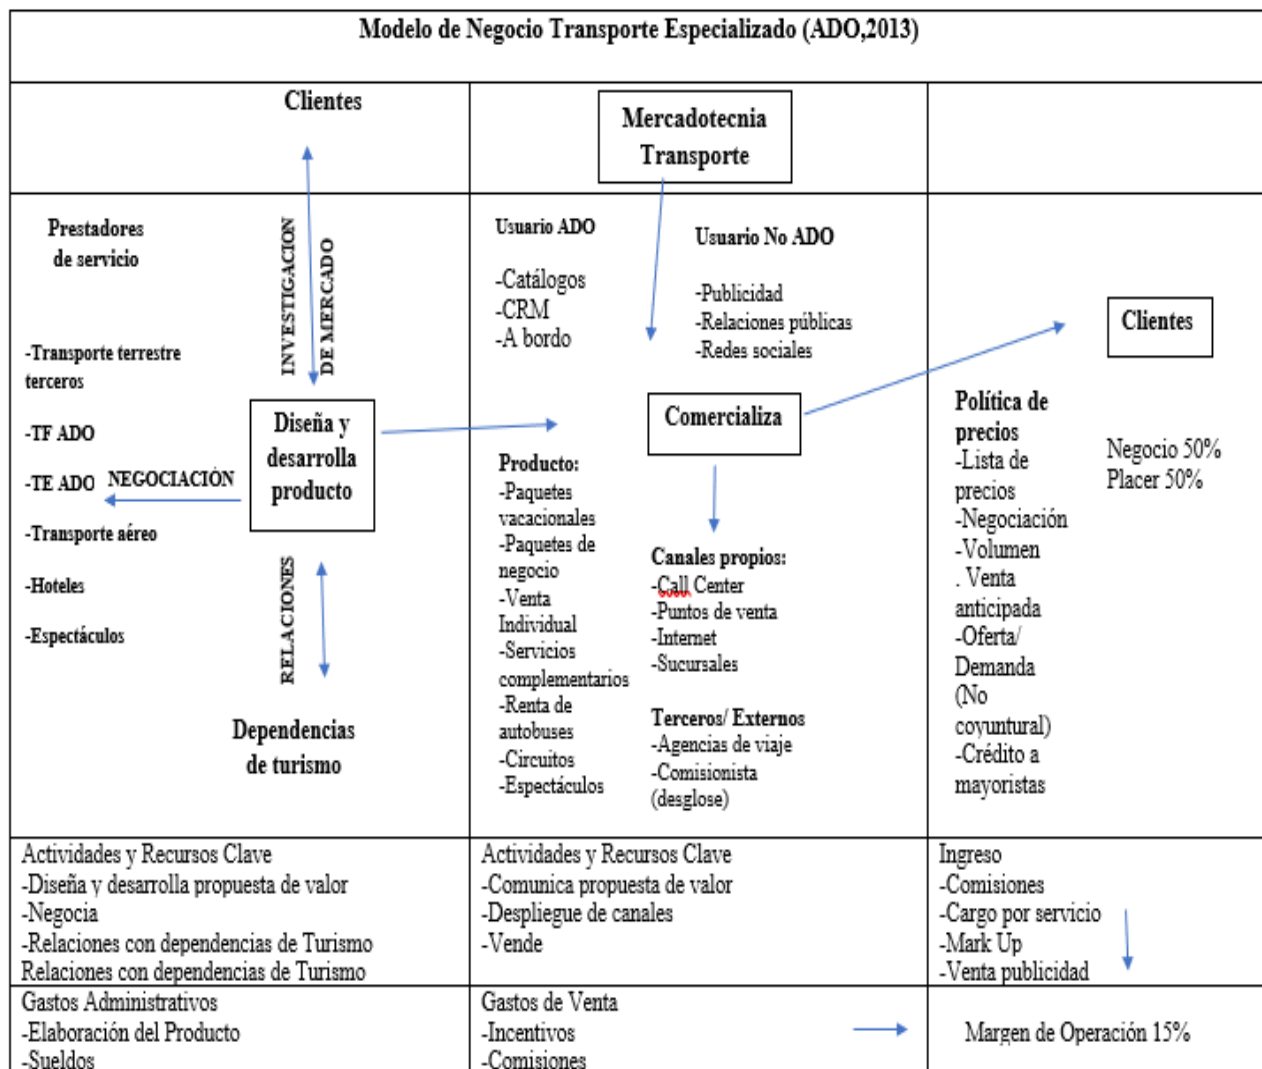 Modelo de Negocio Transporte Especializado (ADO,2013)
Clientes
Mercadotecnia
Transporte
Prestadores
de servicio
INVESTIGACION
DE MERCADO
-Transporte terrestre
terceros
-TF ADO
-TE ADO
NEGOCIACIÓN
-Transporte aéreo
-Hoteles
-Espectáculos
Diseña y
desarrolla
producto
RELACIONES
Dependencias
de turismo
Usuario ADO
-Catálogos
-CRM
-A bordo
Usuario No ADO
-Publicidad
-Relaciones públicas
-Redes sociales
Comercializa
Producto:
-Paquetes
vacacionales
-Paquetes de
negocio
-Venta
Individual
-Servicios
complementarios
-Renta de
autobuses
-Circuitos
-Espectáculos
Canales propios:
-Call Center
-Puntos de venta
-Internet
-Sucursales
Terceros/ Externos
-Agencias de viaje
-Comisionista
(desglose)
Clientes
Política de
precios
-Lista de
precios
-Negociación
-Volumen
. Venta
anticipada
-Oferta/
Demanda
(No
coyuntural)
-Crédito a
mayoristas
Negocio 50%
Placer 50%
Actividades y Recursos Clave
-Diseña y desarrolla propuesta de valor
-Negocia
-Relaciones con dependencias de Turismo
Relaciones con dependencias de Turismo
Actividades y Recursos Clave
-Comunica propuesta de valor
-Despliegue de canales
-Vende
Ingreso
-Comisiones
-Cargo por servicio
-Mark Up
-Venta publicidad
Gastos Administrativos
-Elaboración del Producto
-Sueldos
Gastos de Venta
-Incentivos
-Comisiones
Margen de Operación 15%